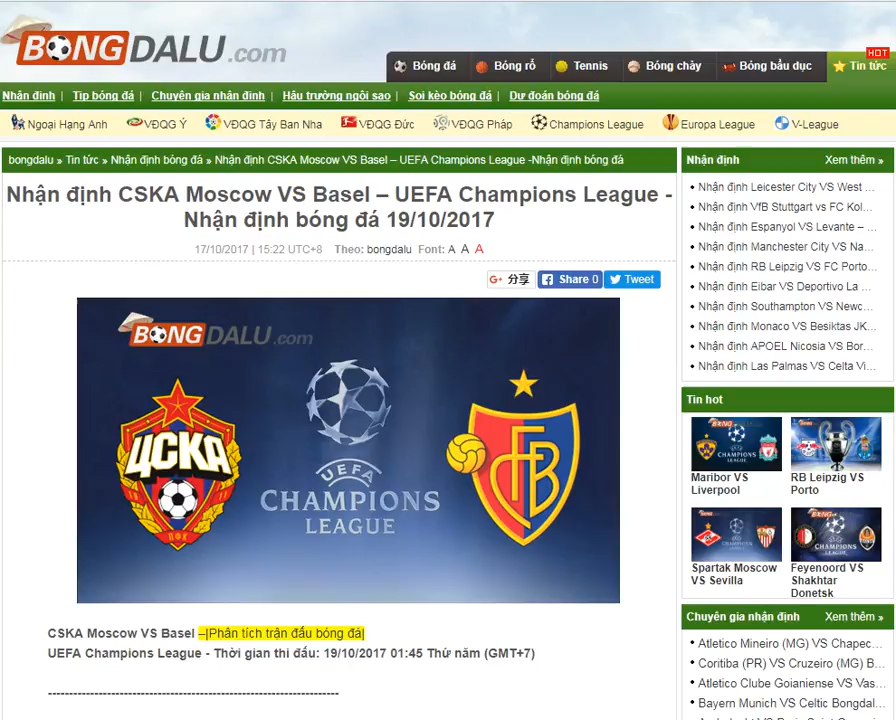 BONGDALU.com
Bóng đá Bóng rổ Tennis Bóng chày Bóng bầu dục Tin tức HOT
Nhận định | Tip bóng đá | Chuyên gia nhận định | Hậu trường ngôi sao | Soi kèo bóng đá | Dự đoán bóng đá
Ngoại Hạng Anh VĐQG Ý VĐQG Tây Ban Nha VĐQG Đức VĐQG Pháp Champions League Europa League V-League
bongdalu » Tin tức » Nhận định bóng đá » Nhận định CSKA Moscow VS Basel – UEFA Champions League -Nhận định bóng đá
Nhận định CSKA Moscow VS Basel – UEFA Champions League -
Nhận định bóng đá 19/10/2017
17/10/2017 | 15:22 UTC+8 Theo: bongdalu Font: A A A
G+ 分享 Share 0 Tweet
BONGDALU.com
ЦСКА
ПФК
UEFA
CHAMPIONS
LEAGUE
FCB
CSKA Moscow VS Basel –|Phân tích trận đấu bóng đá|
UEFA Champions League - Thời gian thi đấu: 19/10/2017 01:45 Thứ năm (GMT+7)
--------------------------------------------------------------------
Nhận định Xem thêm »
Nhận định Leicester City VS West ...
Nhận định VfB Stuttgart vs FC Kol...
Nhận định Espanyol VS Levante – ...
Nhận định Manchester City VS Na...
Nhận định RB Leipzig VS FC Porto...
Nhận định Eibar VS Deportivo La ...
Nhận định Southampton VS Newc...
Nhận định Monaco VS Besiktas JK...
Nhận định APOEL Nicosia VS Bor...
Nhận định Las Palmas VS Celta Vi...
Tin hot
Maribor VS
Liverpool
RB Leipzig VS
Porto
Spartak Moscow
VS Sevilla
Feyenoord VS
Shakhtar
Donetsk
Chuyên gia nhận định Xem thêm »
Atletico Mineiro (MG) VS Chapec...
Coritiba (PR) VS Cruzeiro (MG) B...
Atletico Clube Goianiense VS Vas...
Bayern Munich VS Celtic Bongdal...